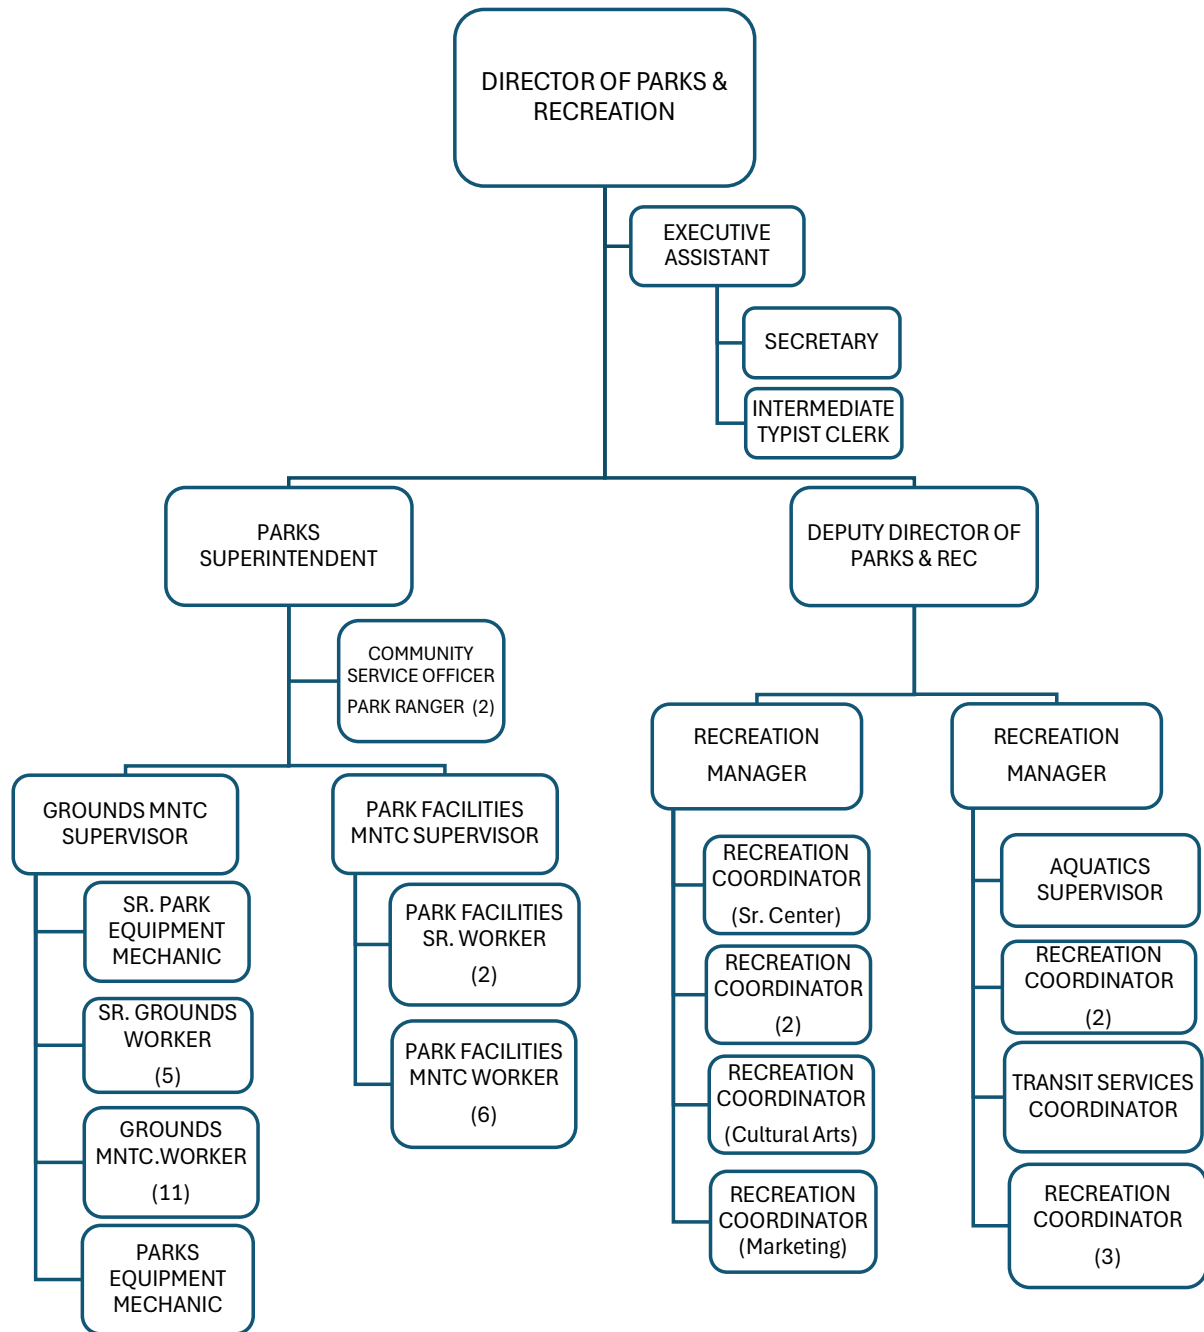 DIRECTOR OF PARKS &
RECREATION
EXECUTIVE
ASSISTANT
SECRETARY
INTERMEDIATE
TYPIST CLERK
PARKS
SUPERINTENDENT
DEPUTY DIRECTOR OF
PARKS & REC
COMMUNITY
SERVICE OFFICER
PARK RANGER (2)
GROUNDS MNTC
SUPERVISOR
SR. PARK
EQUIPMENT
MECHANIC
SR. GROUNDS
WORKER
(5)
GROUNDS
MNTC.WORKER
(11)
PARKS
EQUIPMENT
MECHANIC
PARK FACILITIES
MNTC SUPERVISOR
PARK FACILITIES
SR. WORKER
(2)
PARK FACILITIES
MNTC WORKER
(6)
RECREATION
MANAGER
RECREATION
COORDINATOR
(Sr. Center)
RECREATION
COORDINATOR
(2)
RECREATION
COORDINATOR
(Cultural Arts)
RECREATION
COORDINATOR
(Marketing)
RECREATION
MANAGER
AQUATICS
SUPERVISOR
RECREATION
COORDINATOR
(2)
TRANSIT SERVICES
COORDINATOR
RECREATION
COORDINATOR
(3)